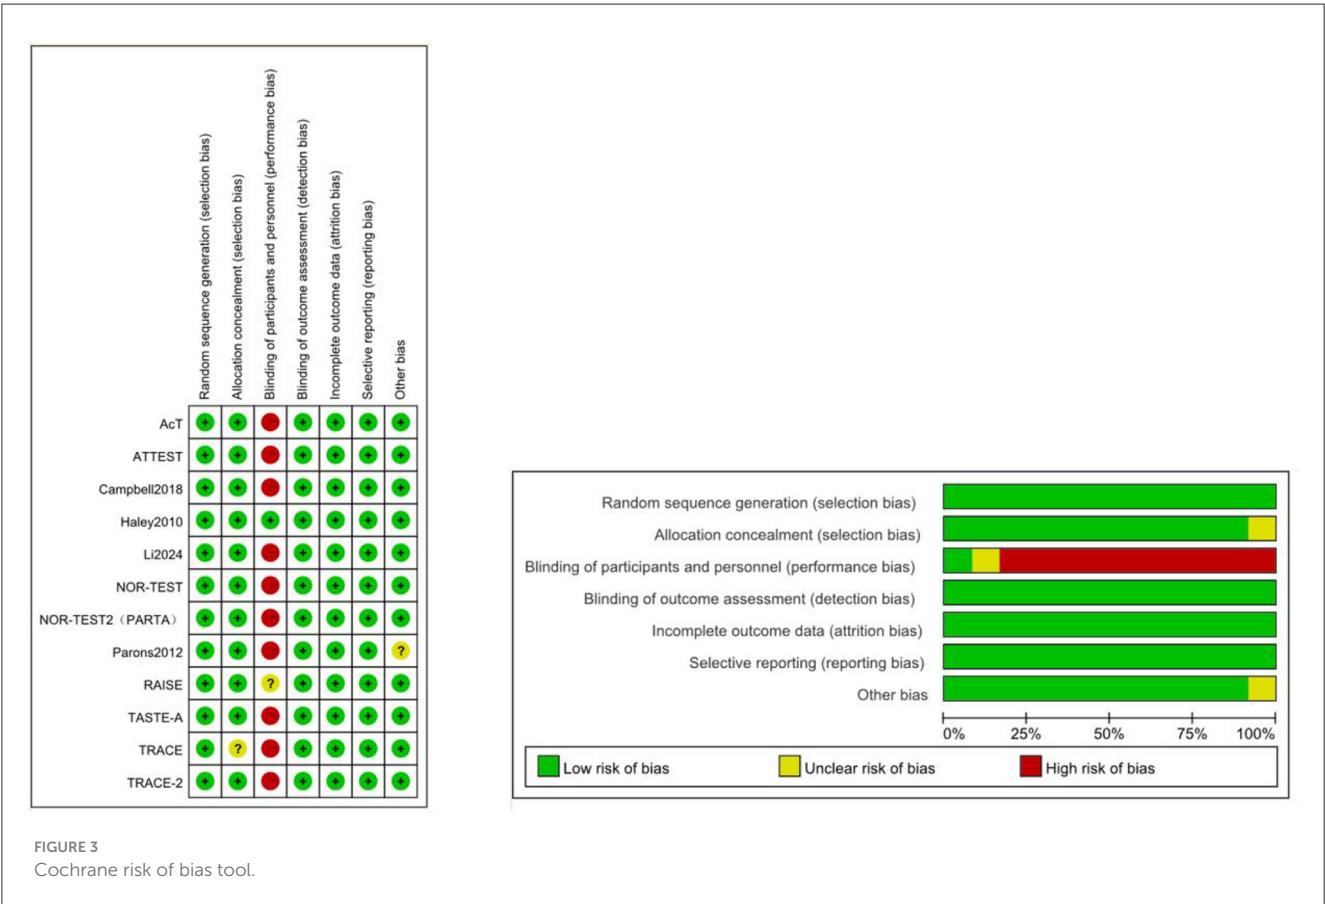 Random sequence generation (selection bias)
Allocation concealment (selection bias)
Blinding of participants and personnel (performance bias)
Blinding of outcome assessment (detection bias)
Incomplete outcome data (attrition bias)
Selective reporting (reporting bias)
Other bias
AcT + + - + + + +
ATTEST + + - + + + +
Campbell2018 + + - + + + +
Haley2010 + + + + + + +
Li2024 + + - + + + +
NOR-TEST + + - + + + +
NOR-TEST2（PARTA） + + - + + + +
Parons2012 + + - + + + ?
RAISE + + ? + + + +
TASTE-A + + - + + + +
TRACE + ? - + + + +
TRACE-2 + + - + + + +
Random sequence generation (selection bias)
Allocation concealment (selection bias)
Blinding of participants and personnel (performance bias)
Blinding of outcome assessment (detection bias)
Incomplete outcome data (attrition bias)
Selective reporting (reporting bias)
Other bias
0% 25% 50% 75% 100%
Low risk of bias Unclear risk of bias High risk of bias
FIGURE 3
Cochrane risk of bias tool.